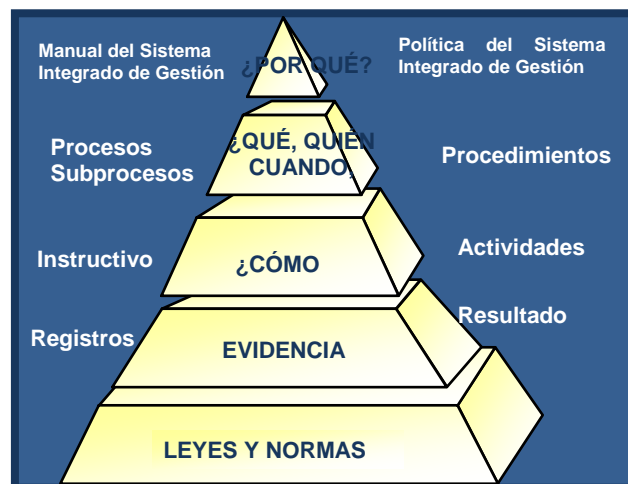 Manual del Sistema
Integrado de Gestión
¿POR QUÉ?
Política del Sistema
Integrado de Gestión
Procesos
Subprocesos
¿QUÉ, QUIÉN
CUANDO,
Procedimientos
Instructivo
¿CÓMO
Actividades
Registros
EVIDENCIA
Resultado
LEYES Y NORMAS